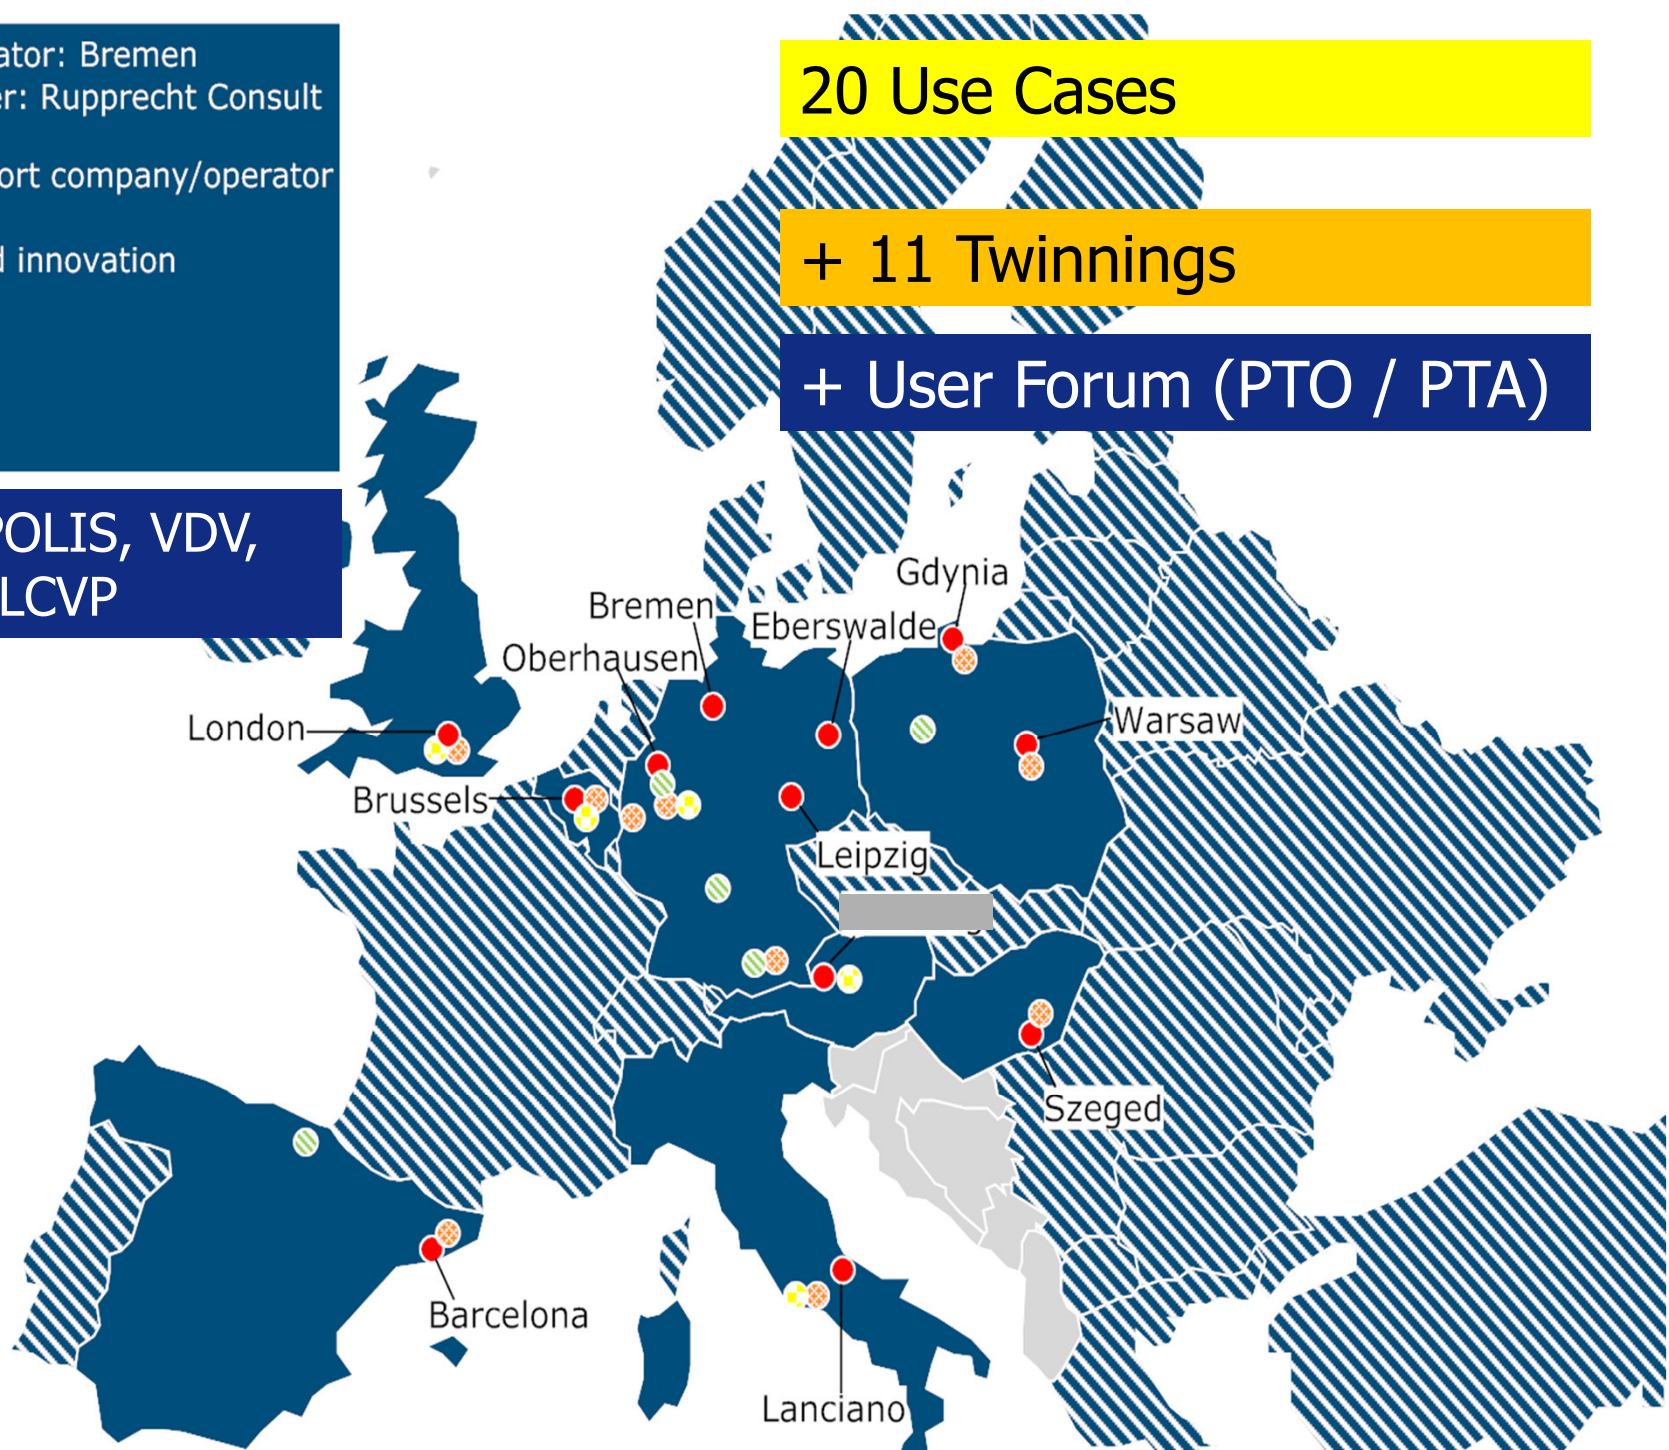 ator: Bremen
er: Rupprecht Consult
ort company/operator
d innovation
POLIS, VDV,
LCVP
20 Use Cases
+ 11 Twinnings
+ User Forum (PTO / PTA)
Gdynia
Bremen
Eberswalde
Oberhausen
London
Warsaw
Brussels
Leipzig
Szeged
Barcelona
Lanciano